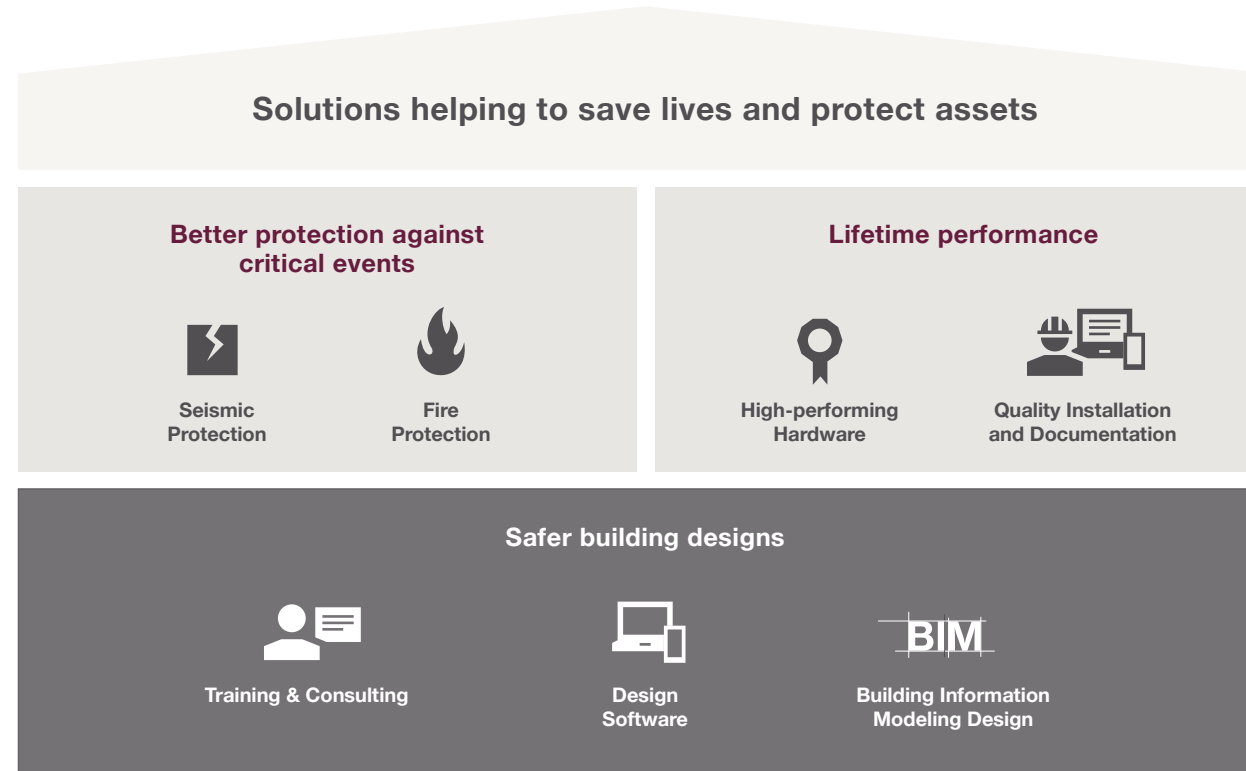 Solutions helping to save lives and protect assets
Better protection against
critical events
Seismic
Protection
Fire
Protection
Lifetime performance
High-performing
Hardware
Quality Installation
and Documentation
Safer building designs
Training & Consulting
Design
Software
BIM
Building Information
Modeling Design